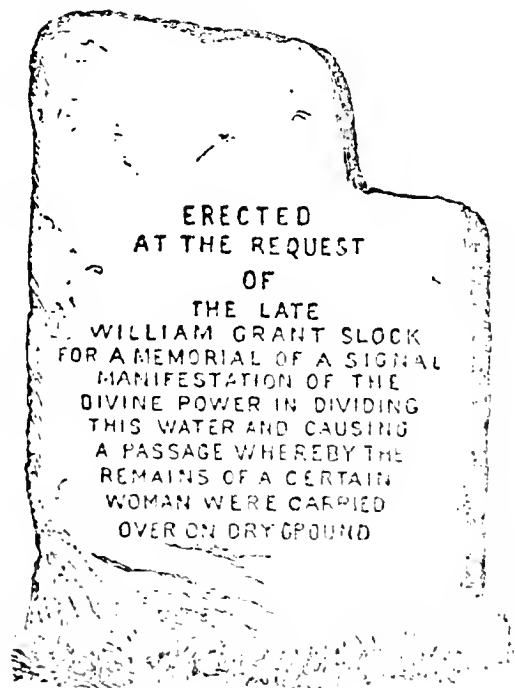 ERECTED
AT THE REQUEST
OF
THE LATE
WILLIAM GRANT SLOCK
FOR A MEMORIAL OF A SIGNAL
MANIFESTATION OF THE
DIVINE POWER IN DIVIDING
THIS WATER AND CAUSING
A PASSAGE WHEREBY THE
REMAINS OF A CERTAIN
WOMAN WERE CARRIED
OVER ON DRY GROUND